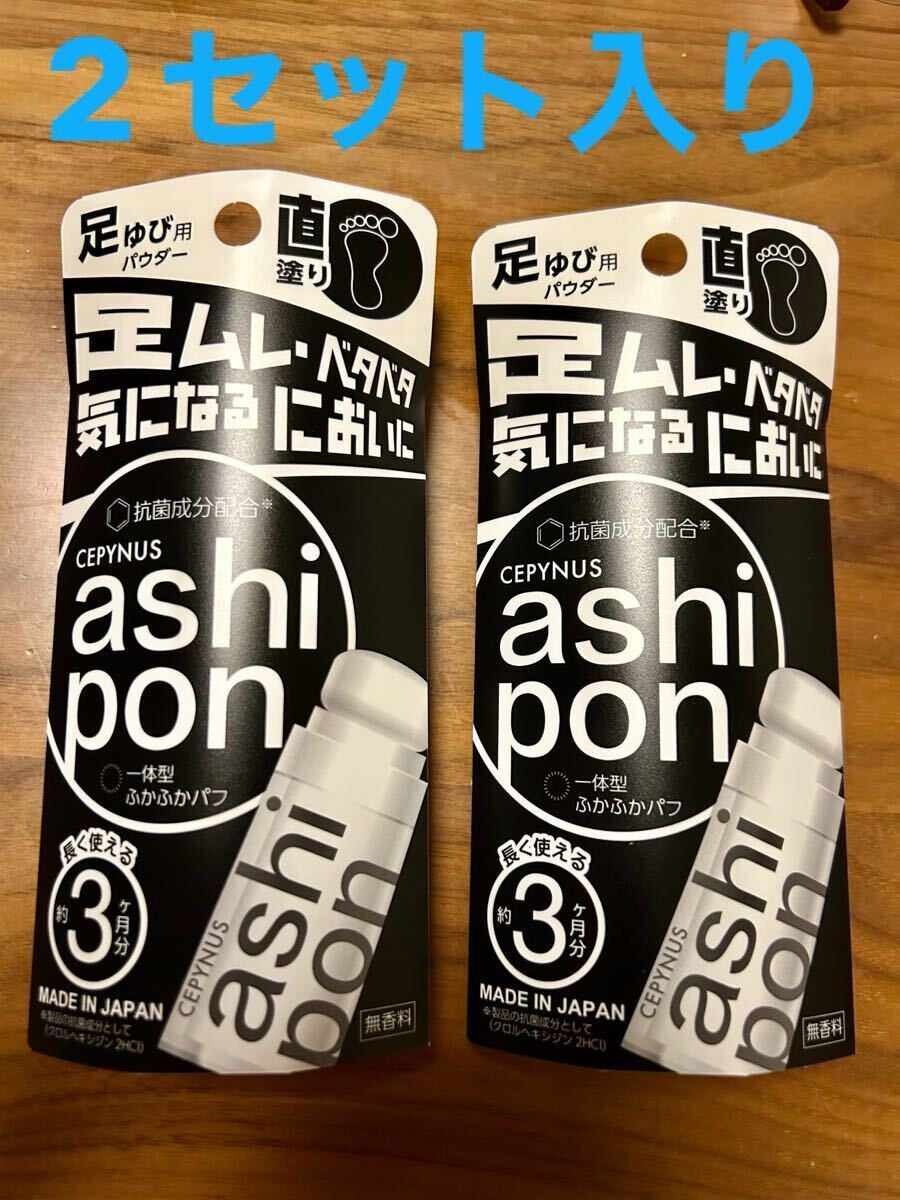 2セット入り
足ゆび用
パウダー
直
塗り
足ムレ・ベタベタ
気になるにおいに
抗菌成分配合※
CEPYNUS
ashi
pon
一体型
ふかふかパフ
長く使える
約3ヶ月分
MADE IN JAPAN
※製品の抗菌成分として
(クロルヘキシジン 2HCl)
CEPYNUS
ashi
pon
無香料
足ゆび用
パウダー
直
塗り
足ムレ・ベタベタ
気になるにおいに
抗菌成分配合※
CEPYNUS
ashi
pon
一体型
ふかふかパフ
長く使える
約3ヶ月分
MADE IN JAPAN
※製品の抗菌成分として
(クロルヘキシジン 2HCl)
CEPYNUS
ashi
pon
無香料